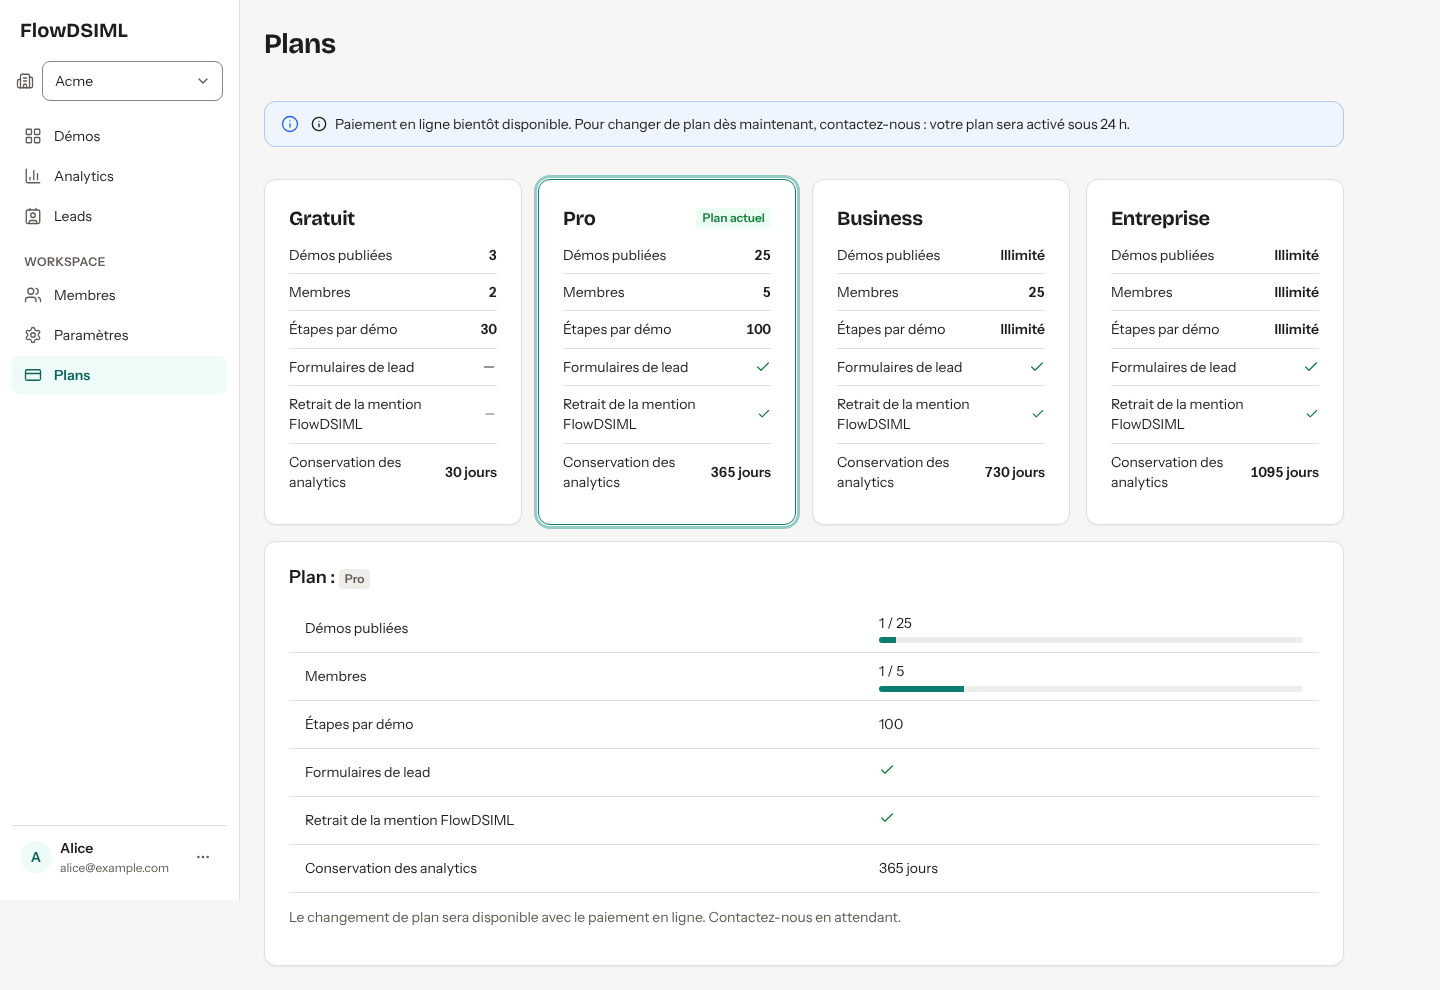 FlowDSIML
Acme
Démos
Analytics
Leads
WORKSPACE
Membres
Paramètres
Plans
A
Alice
alice@example.com
Plans
Paiement en ligne bientôt disponible. Pour changer de plan dès maintenant, contactez-nous : votre plan sera activé sous 24 h.
Gratuit
Démos publiées 3
Membres 2
Étapes par démo 30
Formulaires de lead —
Retrait de la mention
FlowDSIML —
Conservation des
analytics 30 jours
Pro Plan actuel
Démos publiées 25
Membres 5
Étapes par démo 100
Formulaires de lead ✓
Retrait de la mention
FlowDSIML ✓
Conservation des
analytics 365 jours
Business
Démos publiées Illimité
Membres 25
Étapes par démo Illimité
Formulaires de lead ✓
Retrait de la mention
FlowDSIML ✓
Conservation des
analytics 730 jours
Entreprise
Démos publiées Illimité
Membres Illimité
Étapes par démo Illimité
Formulaires de lead ✓
Retrait de la mention
FlowDSIML ✓
Conservation des
analytics 1095 jours
Plan : Pro
Démos publiées 1 / 25
Membres 1 / 5
Étapes par démo 100
Formulaires de lead ✓
Retrait de la mention FlowDSIML ✓
Conservation des analytics 365 jours
Le changement de plan sera disponible avec le paiement en ligne. Contactez-nous en attendant.